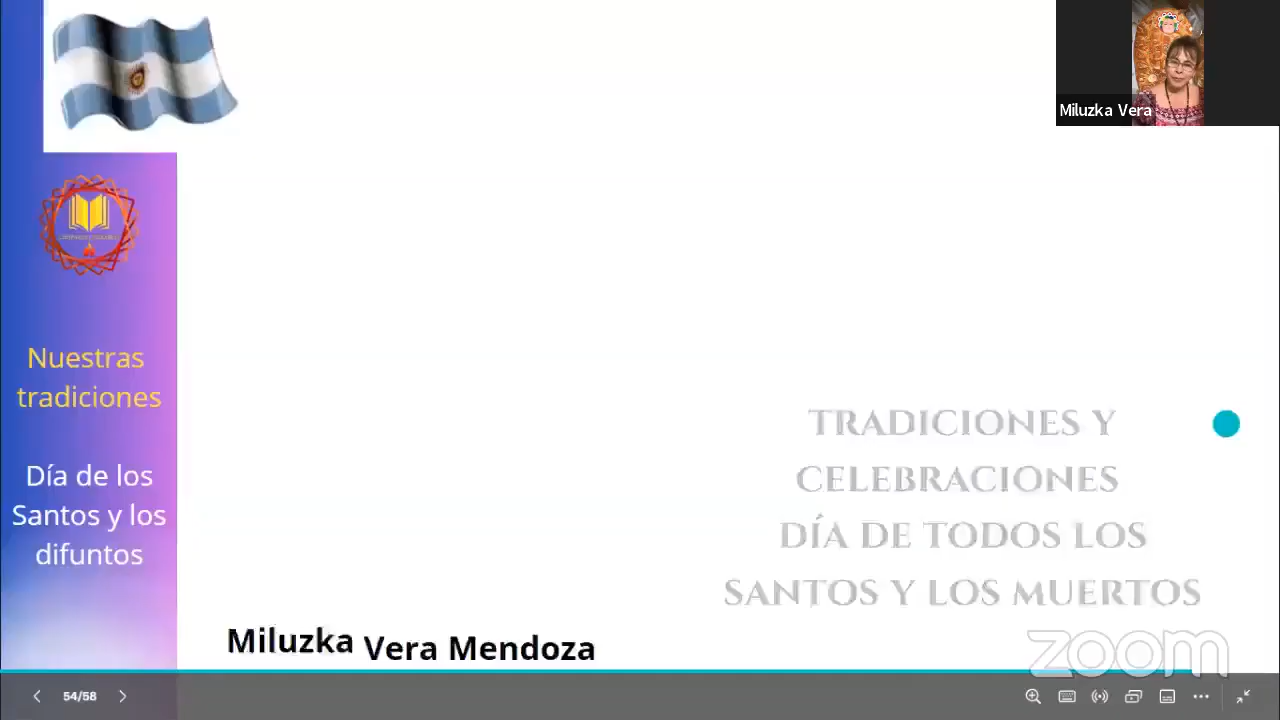 Miluzka Vera
Nuestras
tradiciones
Día de los
Santos y los
difuntos
TRADICIONES Y
CELEBRACIONES
DÍA DE TODOS LOS
SANTOS Y LOS MUERTOS
Miluzka Vera Mendoza
zoom
54/58